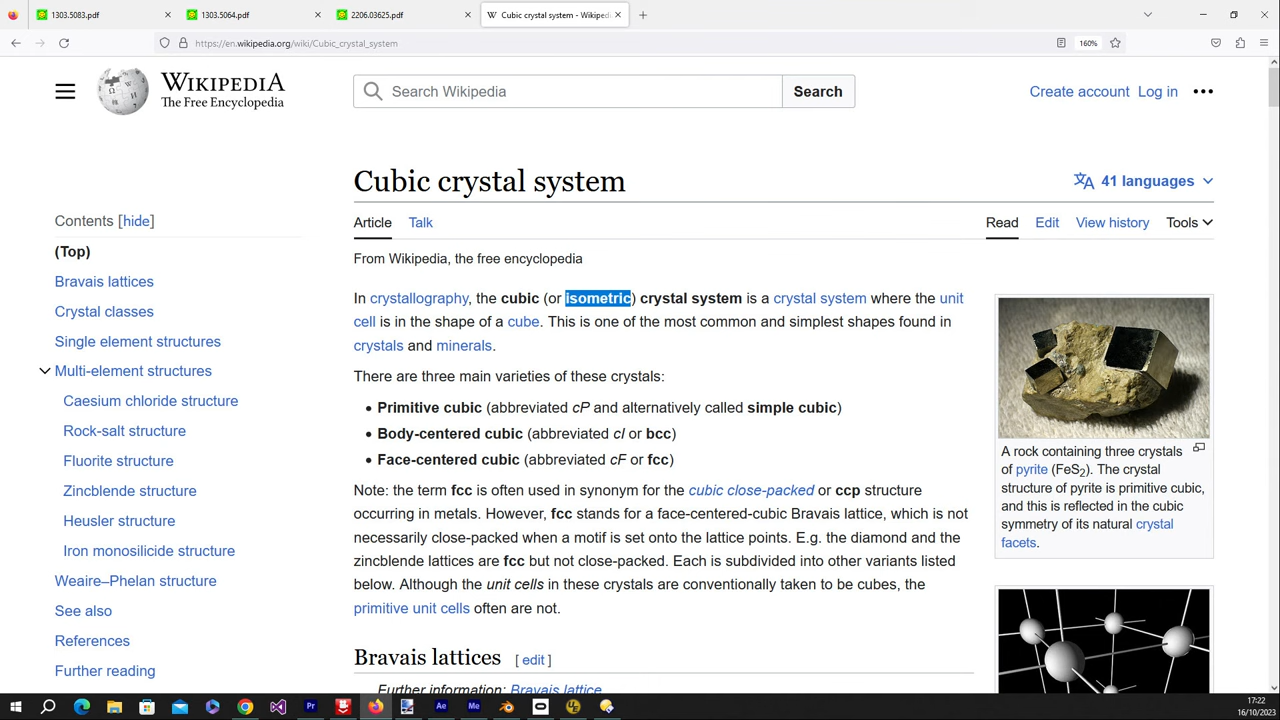 1303.5083.pdf
1303.5064.pdf
2206.03625.pdf
Cubic crystal system - Wikiped
https://en.wikipedia.org/wiki/Cubic_crystal_system
160%
WIKIPEDIA
The Free Encyclopedia
Search Wikipedia
Search
Create account Log in
Cubic crystal system
41 languages
Contents [hide]
(Top)
Bravais lattices
Crystal classes
Single element structures
Multi-element structures
Caesium chloride structure
Rock-salt structure
Fluorite structure
Zincblende structure
Heusler structure
Iron monosilicide structure
Weaire–Phelan structure
See also
References
Further reading
Article Talk
Read Edit View history Tools
From Wikipedia, the free encyclopedia
In crystallography, the cubic (or isometric) crystal system is a crystal system where the unit
cell is in the shape of a cube. This is one of the most common and simplest shapes found in
crystals and minerals.
There are three main varieties of these crystals:
• Primitive cubic (abbreviated cP and alternatively called simple cubic)
• Body-centered cubic (abbreviated cI or bcc)
• Face-centered cubic (abbreviated cF or fcc)
Note: the term fcc is often used in synonym for the cubic close-packed or ccp structure
occurring in metals. However, fcc stands for a face-centered-cubic Bravais lattice, which is not
necessarily close-packed when a motif is set onto the lattice points. E.g. the diamond and the
zincblende lattices are fcc but not close-packed. Each is subdivided into other variants listed
below. Although the unit cells in these crystals are conventionally taken to be cubes, the
primitive unit cells often are not.
Bravais lattices [ edit ]
Further information: Bravais lattice
A rock containing three crystals
of pyrite (FeS2). The crystal
structure of pyrite is primitive cubic,
and this is reflected in the cubic
symmetry of its natural crystal
facets.
17:22
16/10/2023